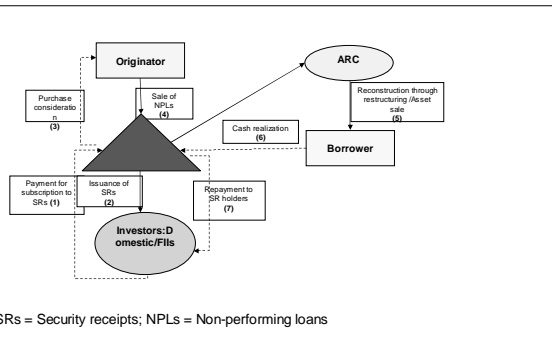 Originator
ARC
Purchase
consideratio
n
(3)
Sale of
NPLs
(4)
Reconstruction through
restructuring /Asset
sale
(5)
Cash realization
(6)
Borrower
Payment for
subscription to
SRs (1)
Issuance of
SRs
(2)
Repayment to
SR holders
(7)
Investors:D
omestic/FIIs
SRs = Security receipts; NPLs = Non-performing loans